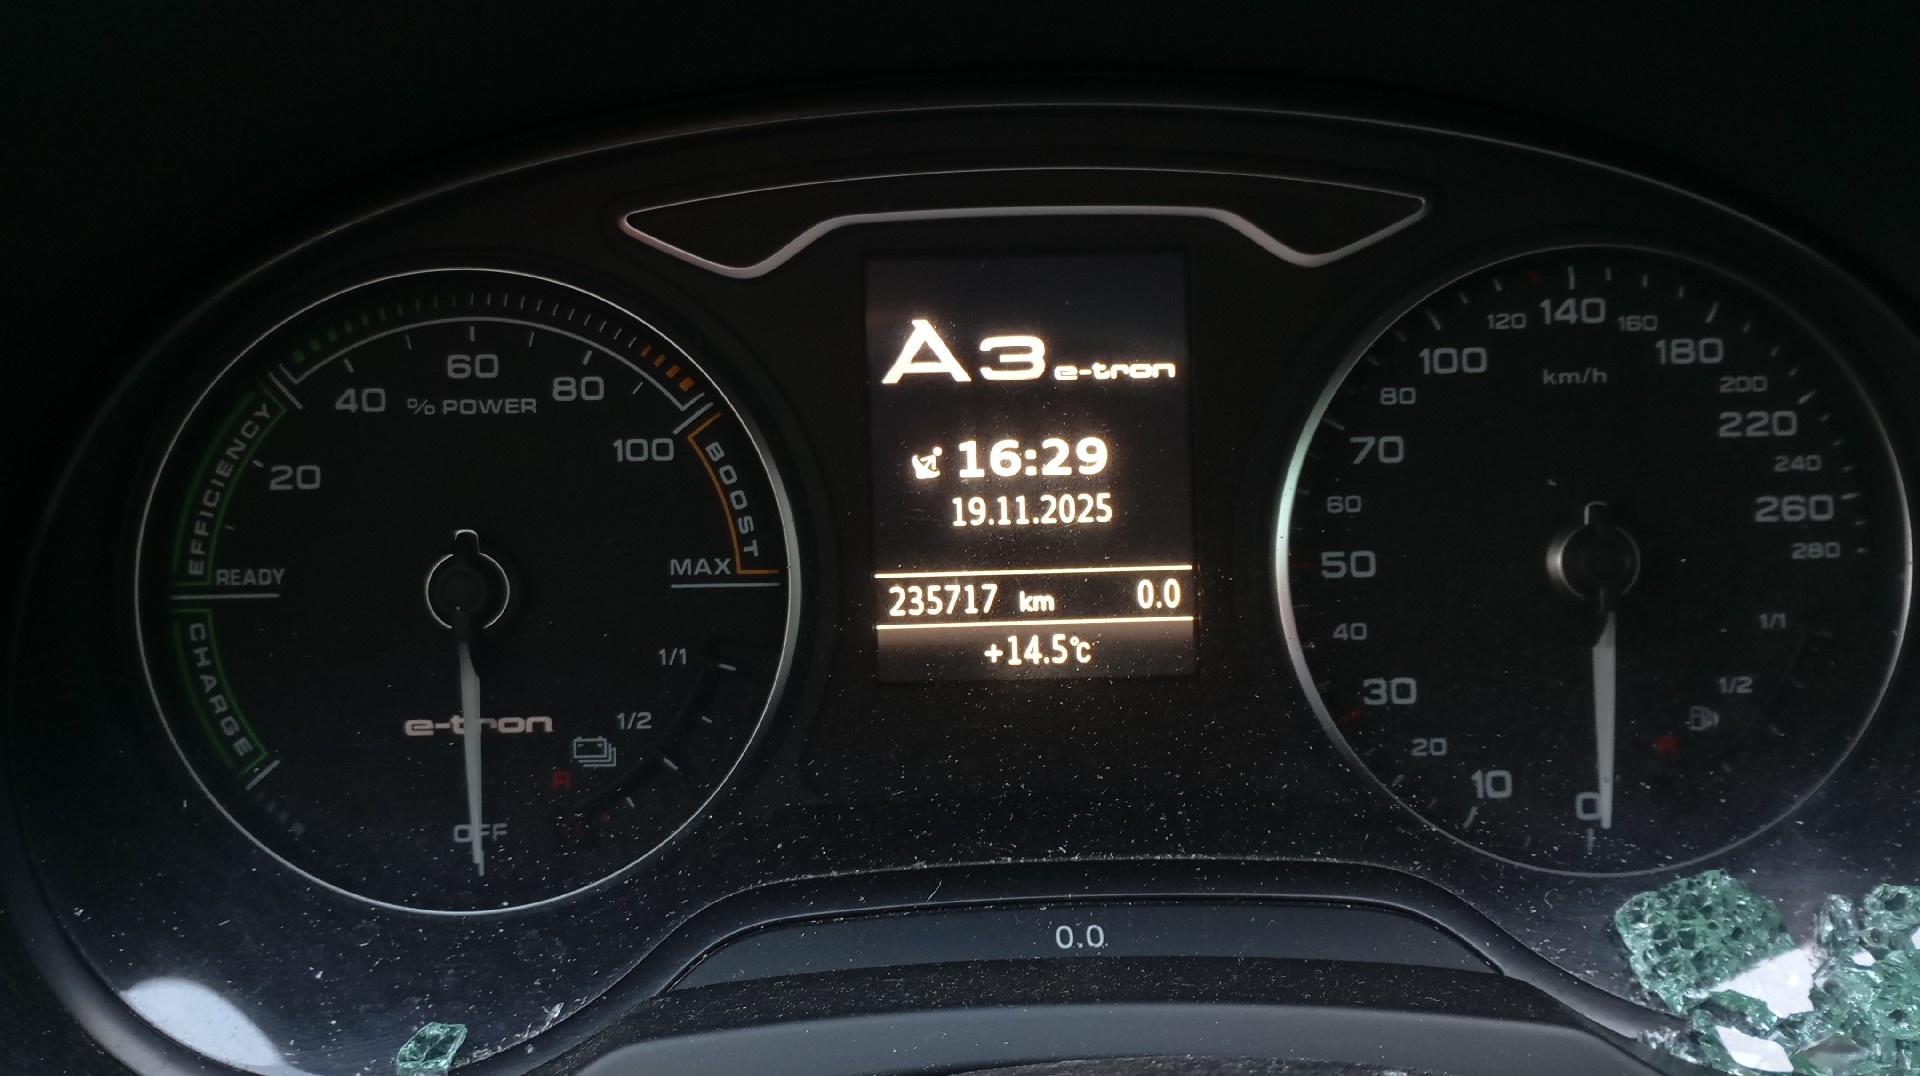 A3 e-tron
16:29
19.11.2025
235717 km 0.0
+14.5°C
0.0
20
40
60
80
100
% POWER
EFFICIENCY
READY
CHARGE
BOOST
MAX
e-tron
1/1
1/2
R
OFF
0
10
20
30
40
50
60
70
80
100
120
140
160
180
200
220
240
260
280
km/h
1/1
1/2
R